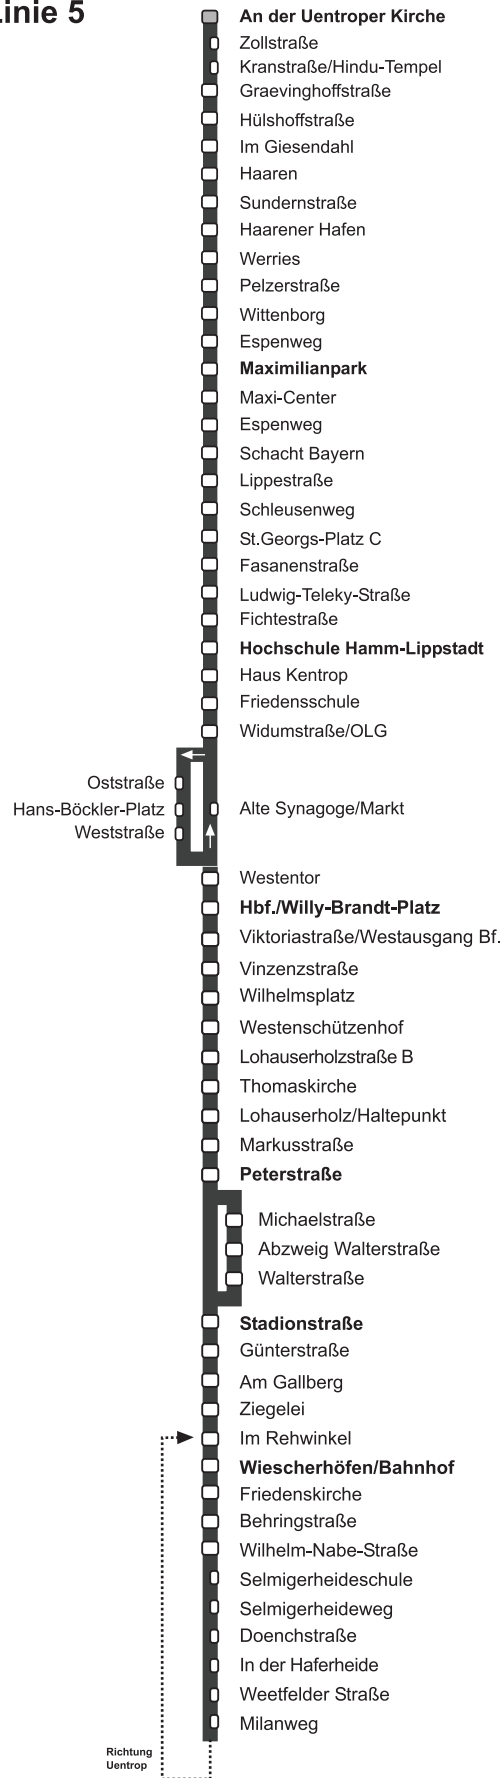 Linie 5
An der Uentroper Kirche
Zollstraße
Kranstraße/Hindu-Tempel
Graevinghoffstraße
Hülshoffstraße
Im Giesendahl
Haaren
Sundernstraße
Haarener Hafen
Werries
Pelzerstraße
Wittenborg
Espenweg
Maximilianpark
Maxi-Center
Espenweg
Schacht Bayern
Lippestraße
Schleusenweg
St.Georgs-Platz C
Fasanenstraße
Ludwig-Teleky-Straße
Fichtestraße
Hochschule Hamm-Lippstadt
Haus Kentrop
Friedensschule
Widumstraße/OLG
Oststraße
Hans-Böckler-Platz
Weststraße
Alte Synagoge/Markt
Westentor
Hbf./Willy-Brandt-Platz
Viktoriastraße/Westausgang Bf.
Vinzenzstraße
Wilhelmsplatz
Westenschützenhof
Lohauserholzstraße B
Thomaskirche
Lohauserholz/Haltepunkt
Markusstraße
Peterstraße
Michaelstraße
Abzweig Walterstraße
Walterstraße
Stadionstraße
Günterstraße
Am Gallberg
Ziegelei
Im Rehwinkel
Wiescherhöfen/Bahnhof
Friedenskirche
Behringstraße
Wilhelm-Nabe-Straße
Selmigerheideschule
Selmigerheideweg
Doenchstraße
In der Haferheide
Weetfelder Straße
Milanweg
Richtung
Uentrop